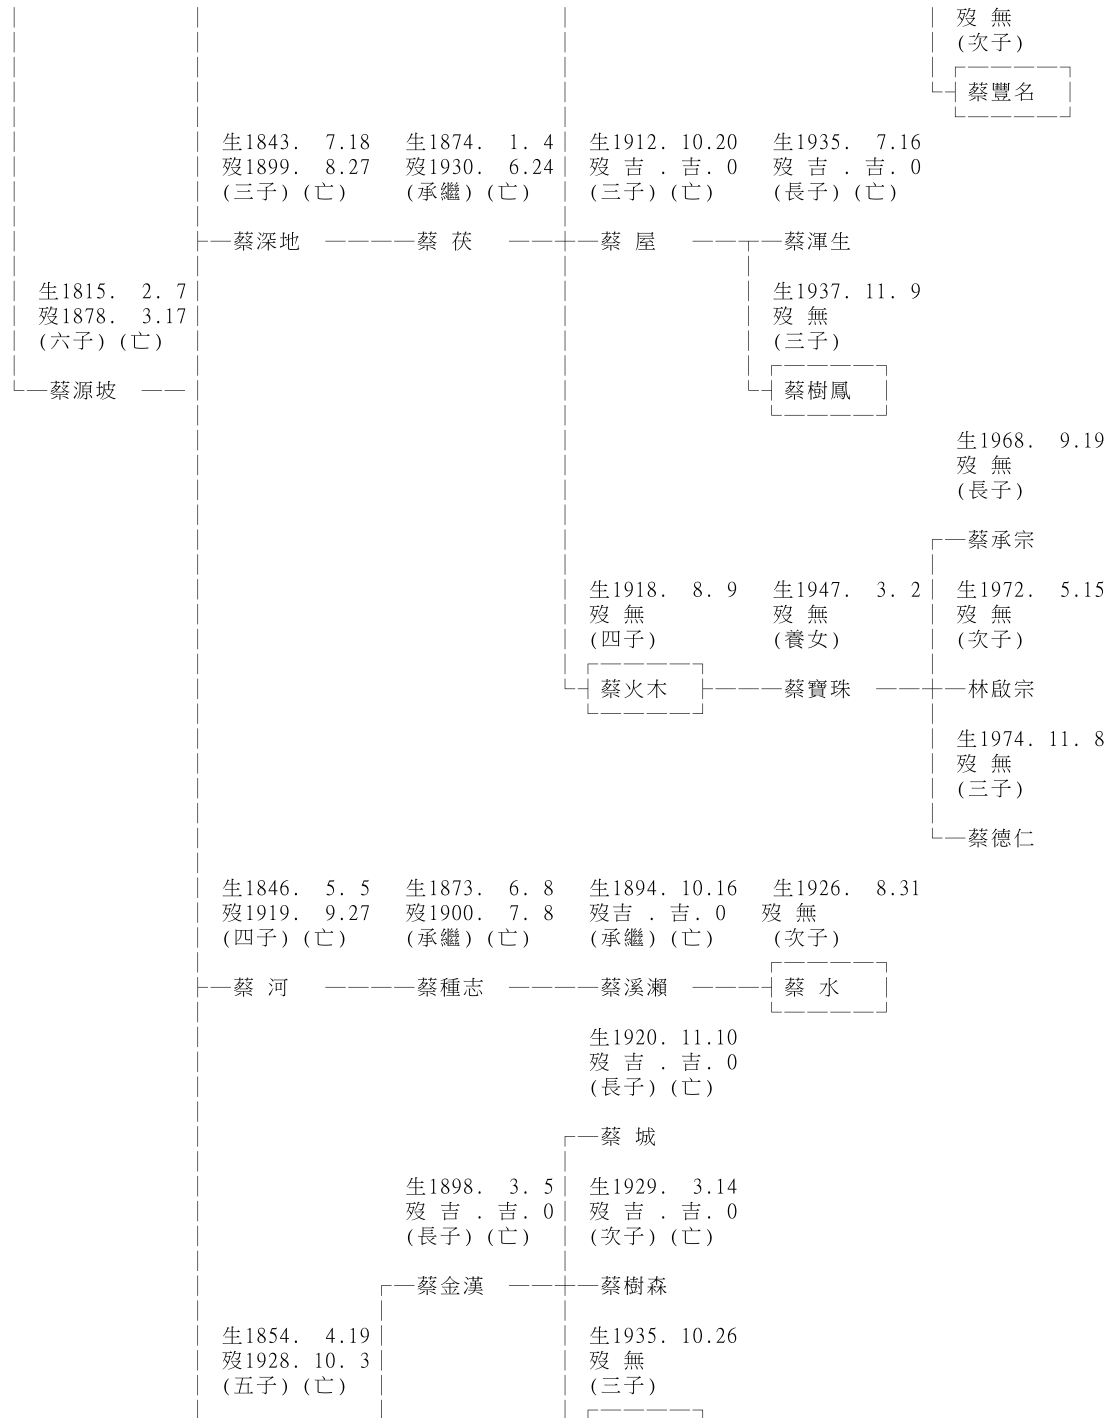 歿 無
(次子)
蔡豐名
生1843. 7.18 生1874. 1. 4 生1912. 10.20 生1935. 7.16
歿1899. 8.27 歿1930. 6.24 歿 吉 . 吉. 0 歿 吉 . 吉. 0
(三子) (亡) (承繼) (亡) (三子) (亡) (長子) (亡)
蔡深地 蔡 茯 蔡 屋 蔡渾生
生1815. 2. 7 生1937. 11. 9
歿1878. 3.17 歿 無
(六子) (亡) (三子)
蔡源坡 蔡樹鳳
生1968. 9.19
歿 無
(長子)
蔡承宗
生1918. 8. 9 生1947. 3. 2 生1972. 5.15
歿 無 歿 無 歿 無
(四子) (養女) (次子)
蔡火木 蔡寶珠 林啟宗
生1974. 11. 8
歿 無
(三子)
蔡德仁
生1846. 5. 5 生1873. 6. 8 生1894. 10.16 生1926. 8.31
歿1919. 9.27 歿1900. 7. 8 歿吉 . 吉. 0 歿 無
(四子) (亡) (承繼) (亡) (承繼) (亡) (次子)
蔡 河 蔡種志 蔡溪瀨 蔡 水
生1920. 11.10
歿 吉 . 吉. 0
(長子) (亡)
蔡 城
生1898. 3. 5 生1929. 3.14
歿 吉 . 吉. 0 歿 吉 . 吉. 0
(長子) (亡) (次子) (亡)
蔡金漢 蔡樹森
生1854. 4.19 生1935. 10.26
歿1928. 10. 3 歿 無
(五子) (亡) (三子)